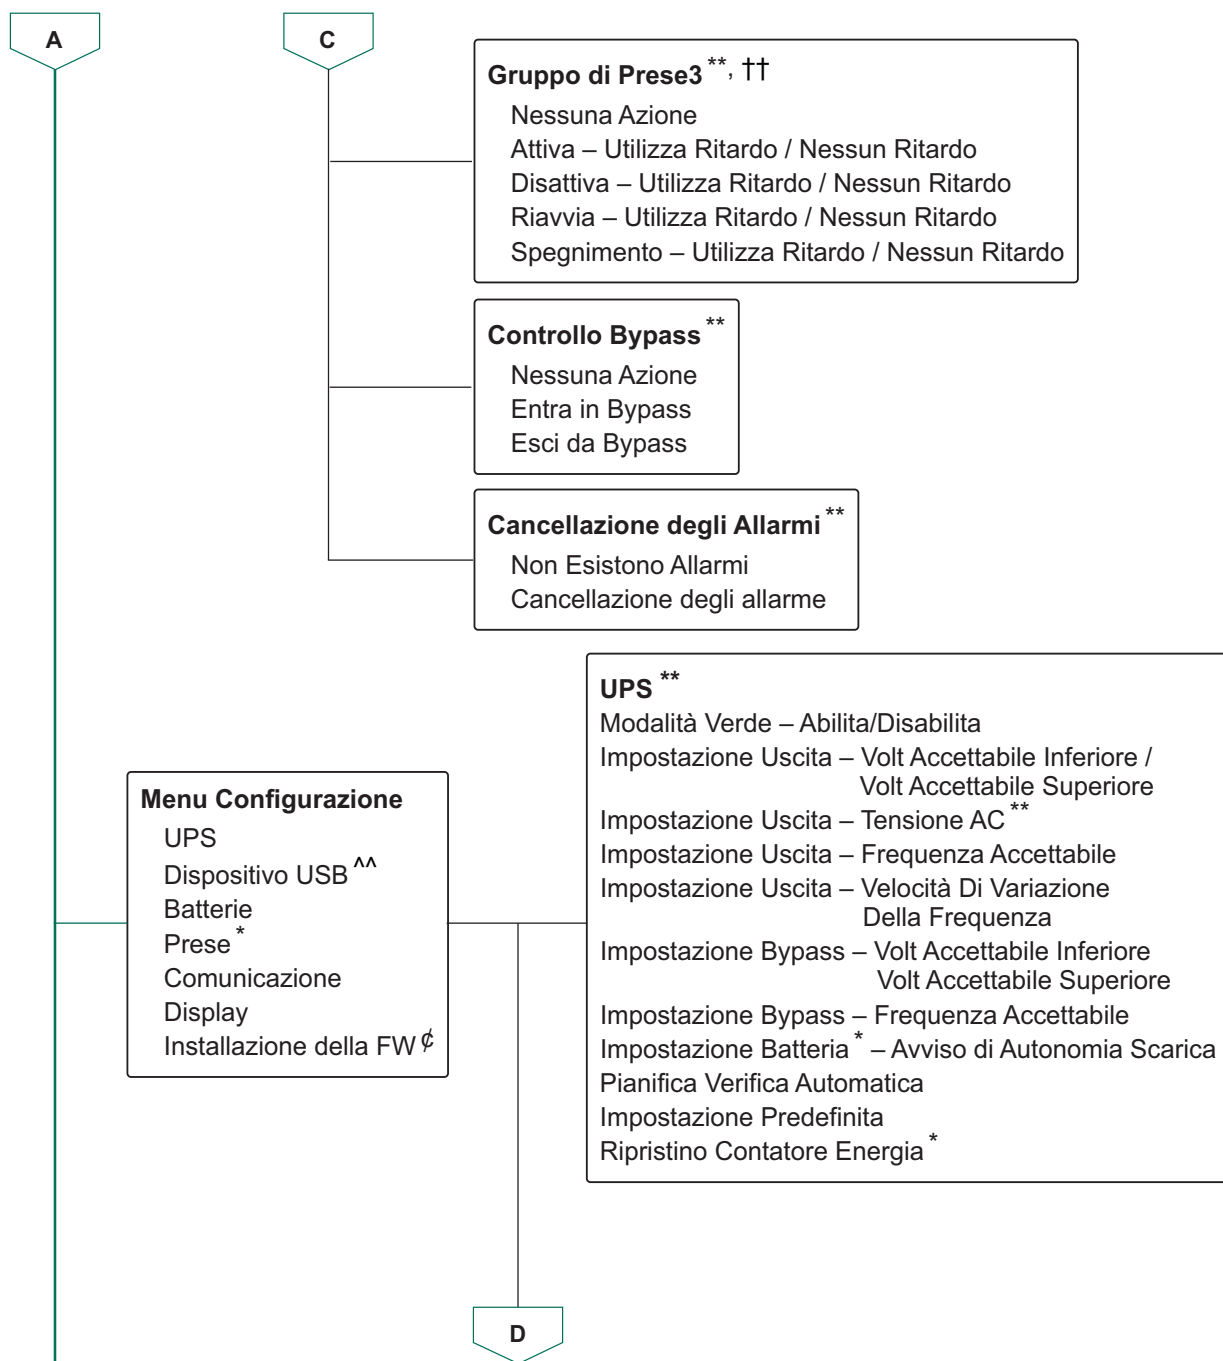 A
C
Gruppo di Prese3 **, ††
Nessuna Azione
Attiva – Utilizza Ritardo / Nessun Ritardo
Disattiva – Utilizza Ritardo / Nessun Ritardo
Riavvia – Utilizza Ritardo / Nessun Ritardo
Spegnimento – Utilizza Ritardo / Nessun Ritardo
Controllo Bypass **
Nessuna Azione
Entra in Bypass
Esci da Bypass
Cancellazione degli Allarmi **
Non Esistono Allarmi
Cancellazione degli allarme
Menu Configurazione
UPS
Dispositivo USB ^^
Batterie
Prese *
Comunicazione
Display
Installazione della FW ¢
UPS **
Modalità Verde – Abilita/Disabilita
Impostazione Uscita – Volt Accettabile Inferiore /
Volt Accettabile Superiore
Impostazione Uscita – Tensione AC **
Impostazione Uscita – Frequenza Accettabile
Impostazione Uscita – Velocità Di Variazione
Della Frequenza
Impostazione Bypass – Volt Accettabile Inferiore
Volt Accettabile Superiore
Impostazione Bypass – Frequenza Accettabile
Impostazione Batteria * – Avviso di Autonomia Scarica
Pianifica Verifica Automatica
Impostazione Predefinita
Ripristino Contatore Energia *
D